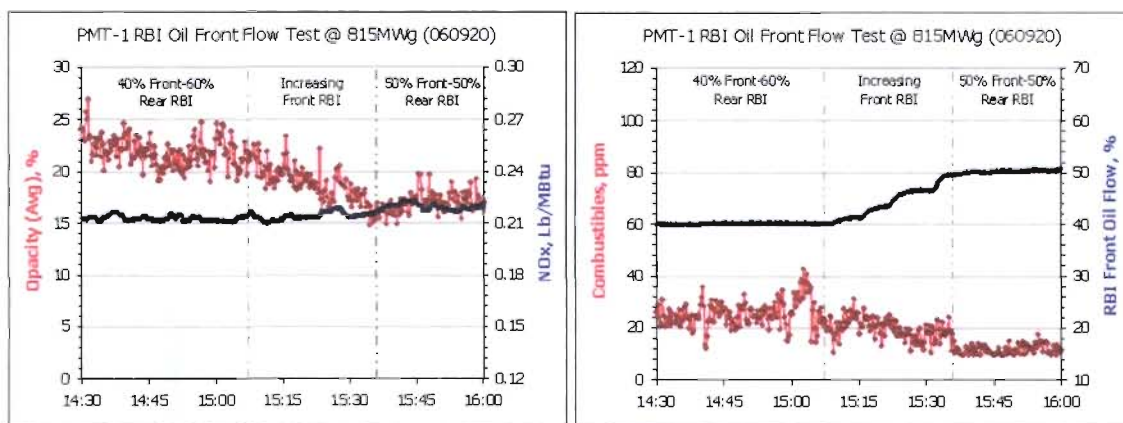 PMT-1 RBI Oil Front Flow Test @ 815MWg (060920)
30
25
20
15
10
5
0
Opacity (Avg), %
40% Front-60%
Rear RBI
Increasing
Front RBI
50% Front-50%
Rear RBI
0.30
0.27
0.24
0.21
0.18
0.15
0.12
NOx, Lb/MBtu
14:30
14:45
15:00
15:15
15:30
15:45
16:00
PMT-1 RBI Oil Front Flow Test @ 815MWg (060920)
120
100
80
60
40
20
0
Combustibles, ppm
40% Front-60%
Rear RBI
Increasing
Front RBI
50% Front-50%
Rear RBI
70
60
50
40
30
20
10
RBI Front Oil Flow, %
14:30
14:45
15:00
15:15
15:30
15:45
16:00